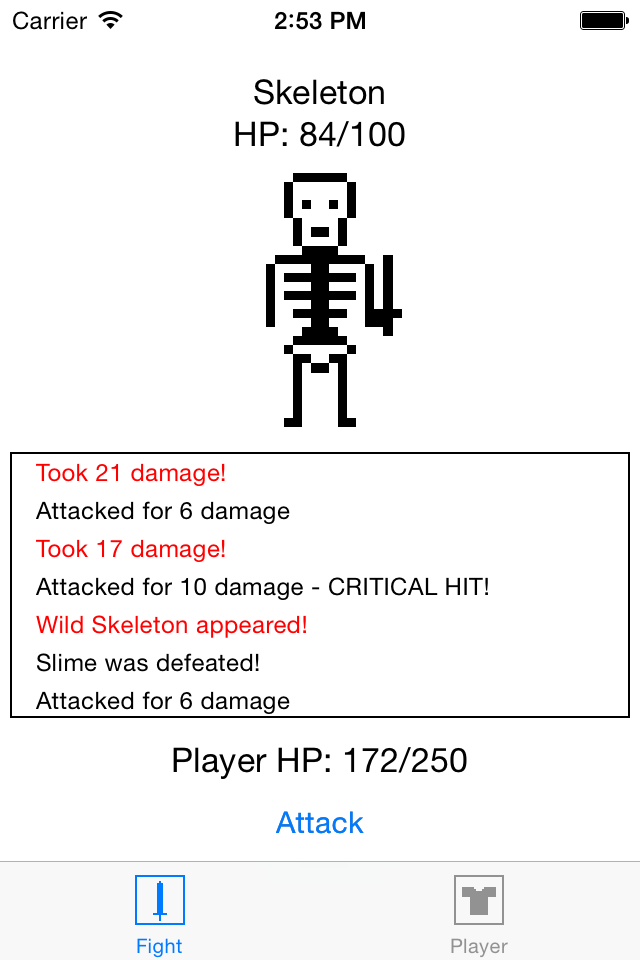 Carrier 2:53 PM
Skeleton
HP: 84/100
Took 21 damage!
Attacked for 6 damage
Took 17 damage!
Attacked for 10 damage - CRITICAL HIT!
Wild Skeleton appeared!
Slime was defeated!
Attacked for 6 damage
Player HP: 172/250
Attack
Fight Player